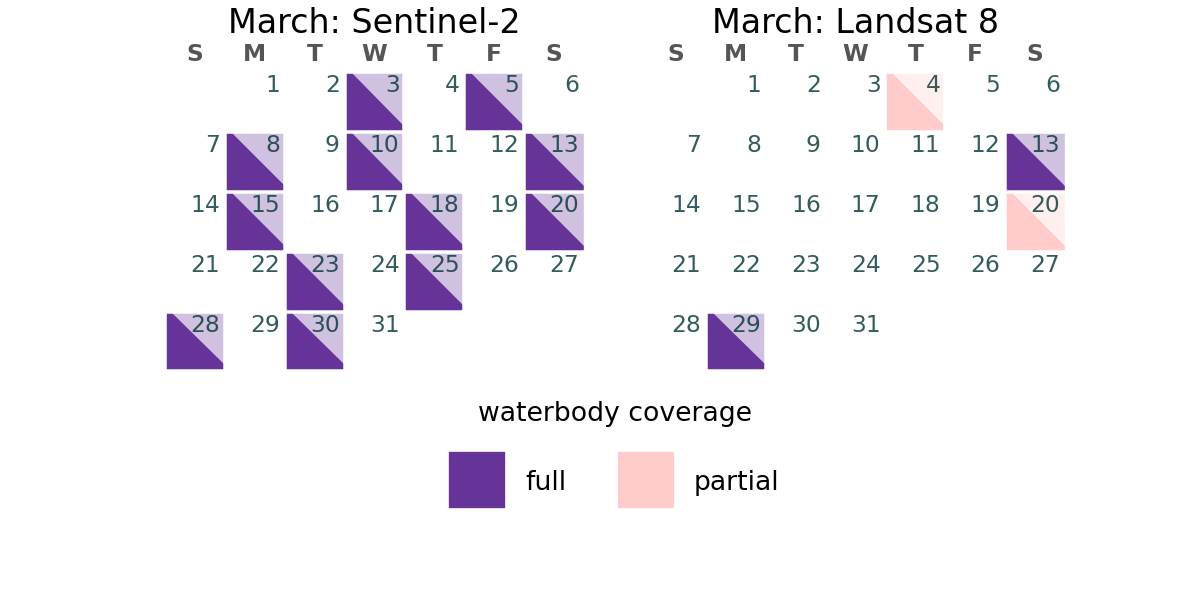 March: Sentinel-2
S M T W T F S
1 2 3 4 5 6
7 8 9 10 11 12 13
14 15 16 17 18 19 20
21 22 23 24 25 26 27
28 29 30 31
March: Landsat 8
S M T W T F S
1 2 3 4 5 6
7 8 9 10 11 12 13
14 15 16 17 18 19 20
21 22 23 24 25 26 27
28 29 30 31
waterbody coverage
full partial